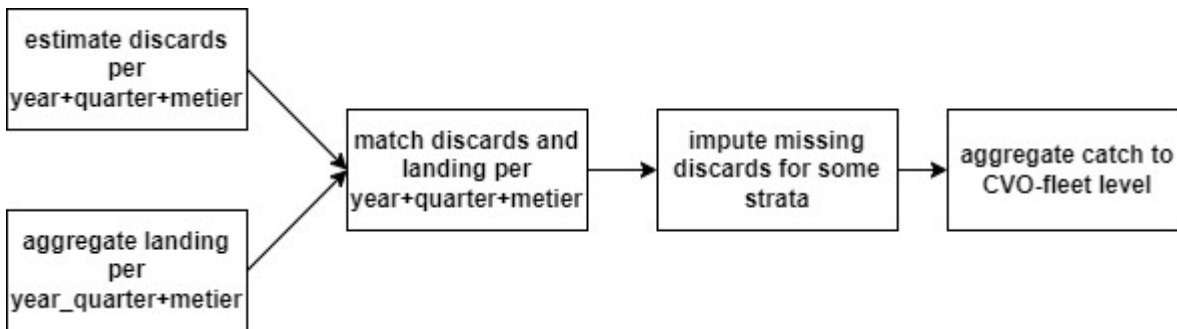 estimate discards
per
year+quarter+metier
aggregate landing
per
year_quarter+metier
match discards and
landing per
year+quarter+metier
impute missing
discards for some
strata
aggregate catch to
CVO-fleet level